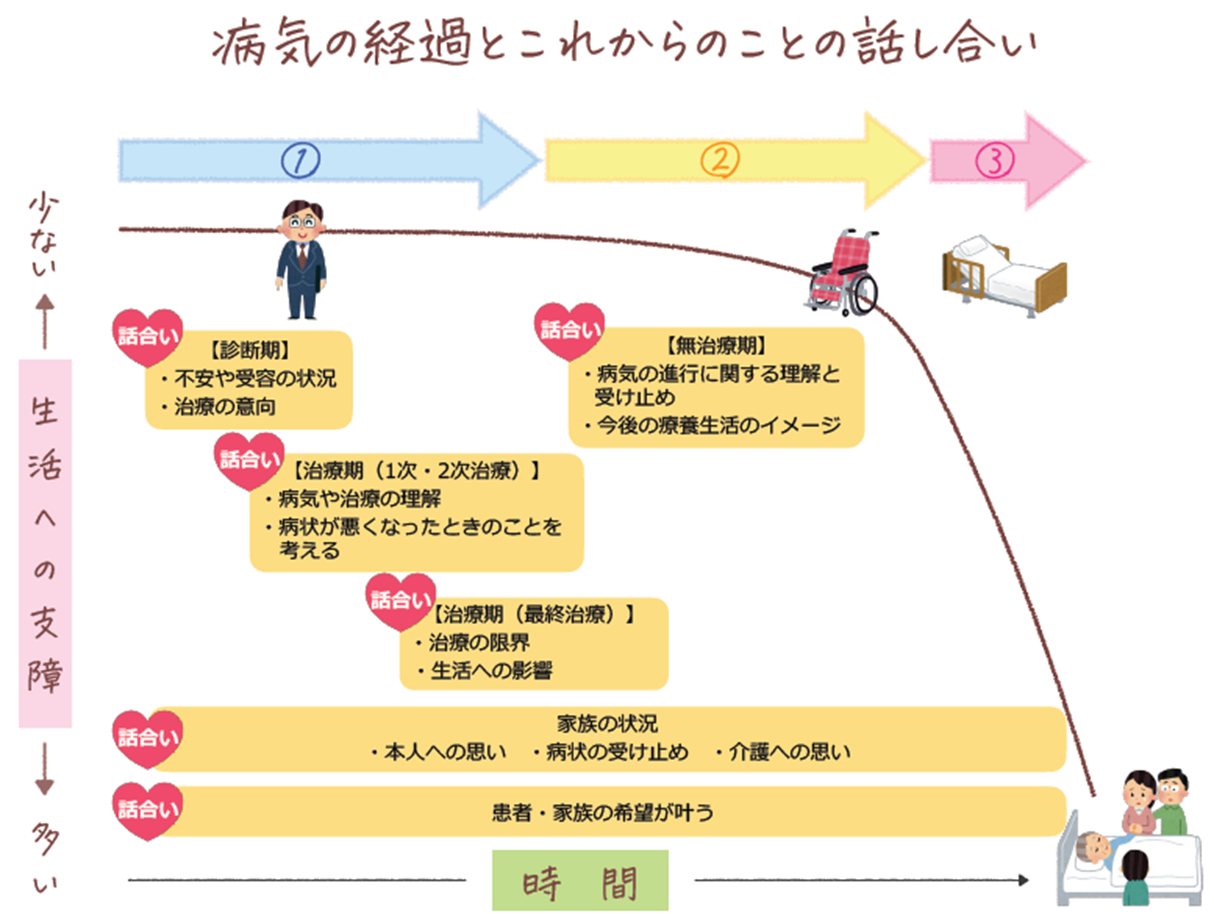 病気の経過とこれからのことの話し合い
①
②
③
少ない
生活への支障
多い
話合い
【診断期】
・不安や受容の状況
・治療の意向
話合い
【無治療期】
・病気の進行に関する理解と
受け止め
・今後の療養生活のイメージ
話合い
【治療期（1次・2次治療）】
・病気や治療の理解
・病状が悪くなったときのことを
考える
話合い
【治療期（最終治療）】
・治療の限界
・生活への影響
話合い
家族の状況
・本人への思い ・病状の受け止め ・介護への思い
話合い
患者・家族の希望が叶う
時間